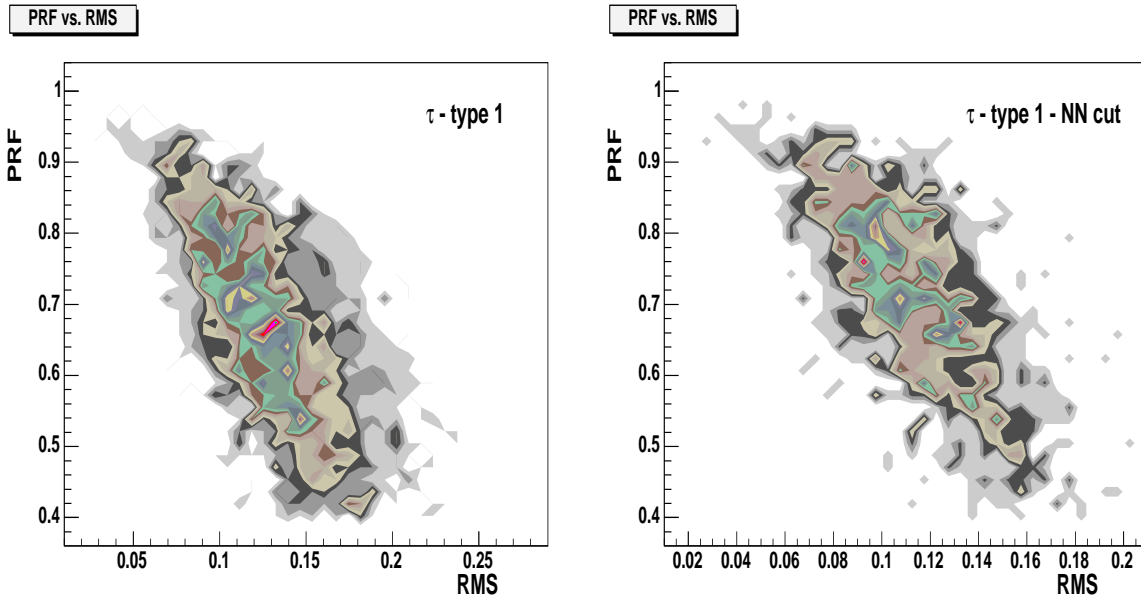 PRF vs. RMS
τ - type 1
PRF
1
0.9
0.8
0.7
0.6
0.5
0.4
0.05 0.1 0.15 0.2 0.25
RMS
PRF vs. RMS
τ - type 1 - NN cut
PRF
1
0.9
0.8
0.7
0.6
0.5
0.4
0.02 0.04 0.06 0.08 0.1 0.12 0.14 0.16 0.18 0.2
RMS